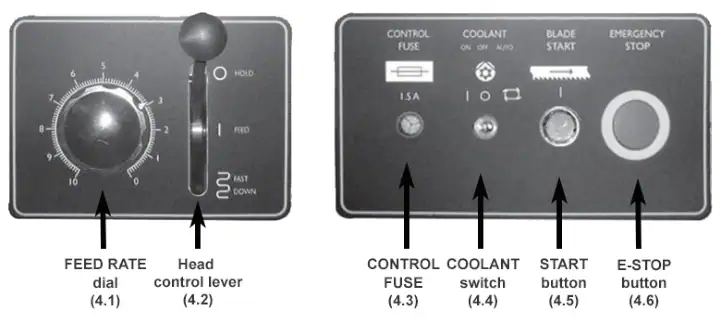 5
6
4
7
3
8
2
9
1
10
0
HOLD
FEED
FAST
DOWN
CONTROL
FUSE
1.5A
COOLANT
ON OFF AUTO
BLADE
START
EMERGENCY
STOP
FEED RATE
dial
(4.1)
Head
control lever
(4.2)
CONTROL
FUSE
(4.3)
COOLANT
switch
(4.4)
START
button
(4.5)
E-STOP
button
(4.6)